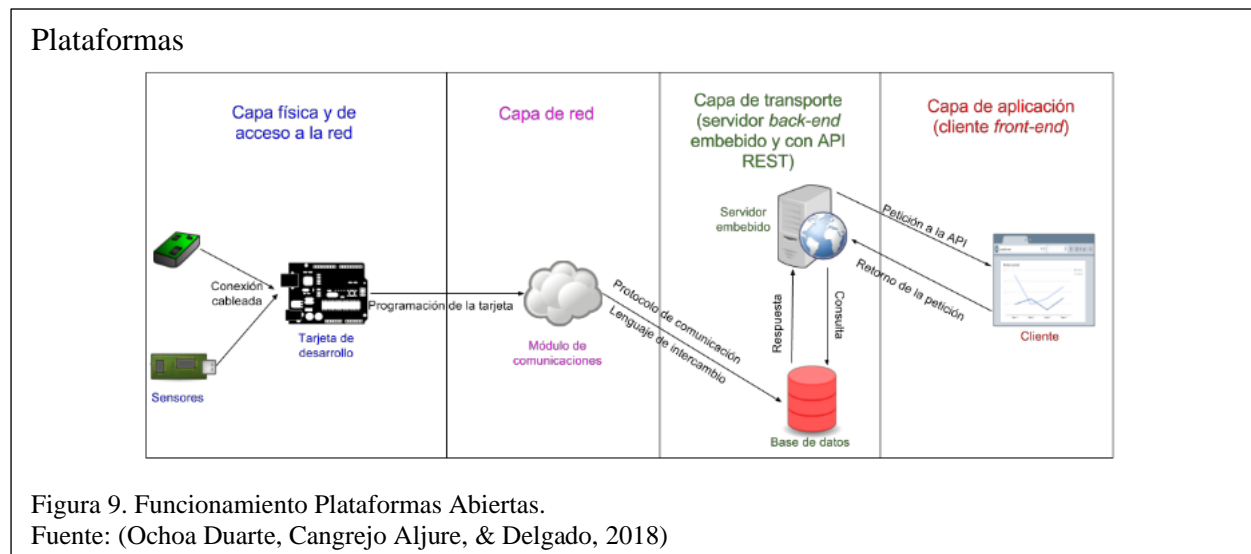 Plataformas
Capa física y de
acceso a la red
Capa de red
Capa de transporte
(servidor back-end
embebido y con API
REST)
Capa de aplicación
(cliente front-end)
Servidor
embebido
Petición a la API
Retorno de la petición
Conexión
cableada
Programación de la tarjeta
Protocolo de comunicación
Lenguaje de intercambio
Respuesta
Consulta
Tarjeta de
desarrollo
Módulo de
comunicaciones
Cliente
Sensores
Base de datos
Figura 9. Funcionamiento Plataformas Abiertas.
Fuente: (Ochoa Duarte, Cangrejo Aljure, & Delgado, 2018)